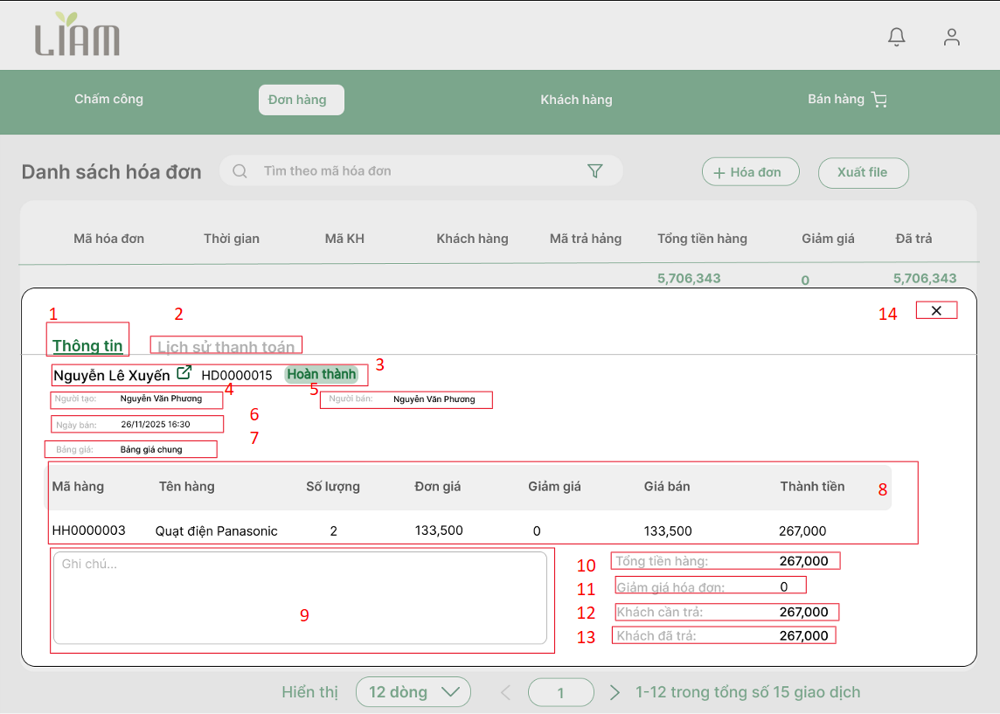 LIAM
Chấm công Đơn hàng Khách hàng Bán hàng
Danh sách hóa đơn Tìm theo mã hóa đơn + Hóa đơn Xuất file
Mã hóa đơn Thời gian Mã KH Khách hàng Mã trả hảng Tổng tiền hàng Giảm giá Đã trả
5,706,343 0 5,706,343
1 2 14 ×
Thông tin Lịch sử thanh toán
Nguyễn Lê Xuyến HD0000015 Hoàn thành 3
4 5
Người tạo: Nguyễn Văn Phương Người bán: Nguyễn Văn Phương
6
Ngày bán: 26/11/2025 16:30
7
Bảng giá: Bảng giá chung
Mã hàng Tên hàng Số lượng Đơn giá Giảm giá Giá bán Thành tiền 8
HH0000003 Quạt điện Panasonic 2 133,500 0 133,500 267,000
Ghi chú... 10 Tổng tiền hàng: 267,000
11 Giảm giá hóa đơn: 0
9 12 Khách cần trả: 267,000
13 Khách đã trả: 267,000
Hiển thị 12 dòng 1 1-12 trong tổng số 15 giao dịch